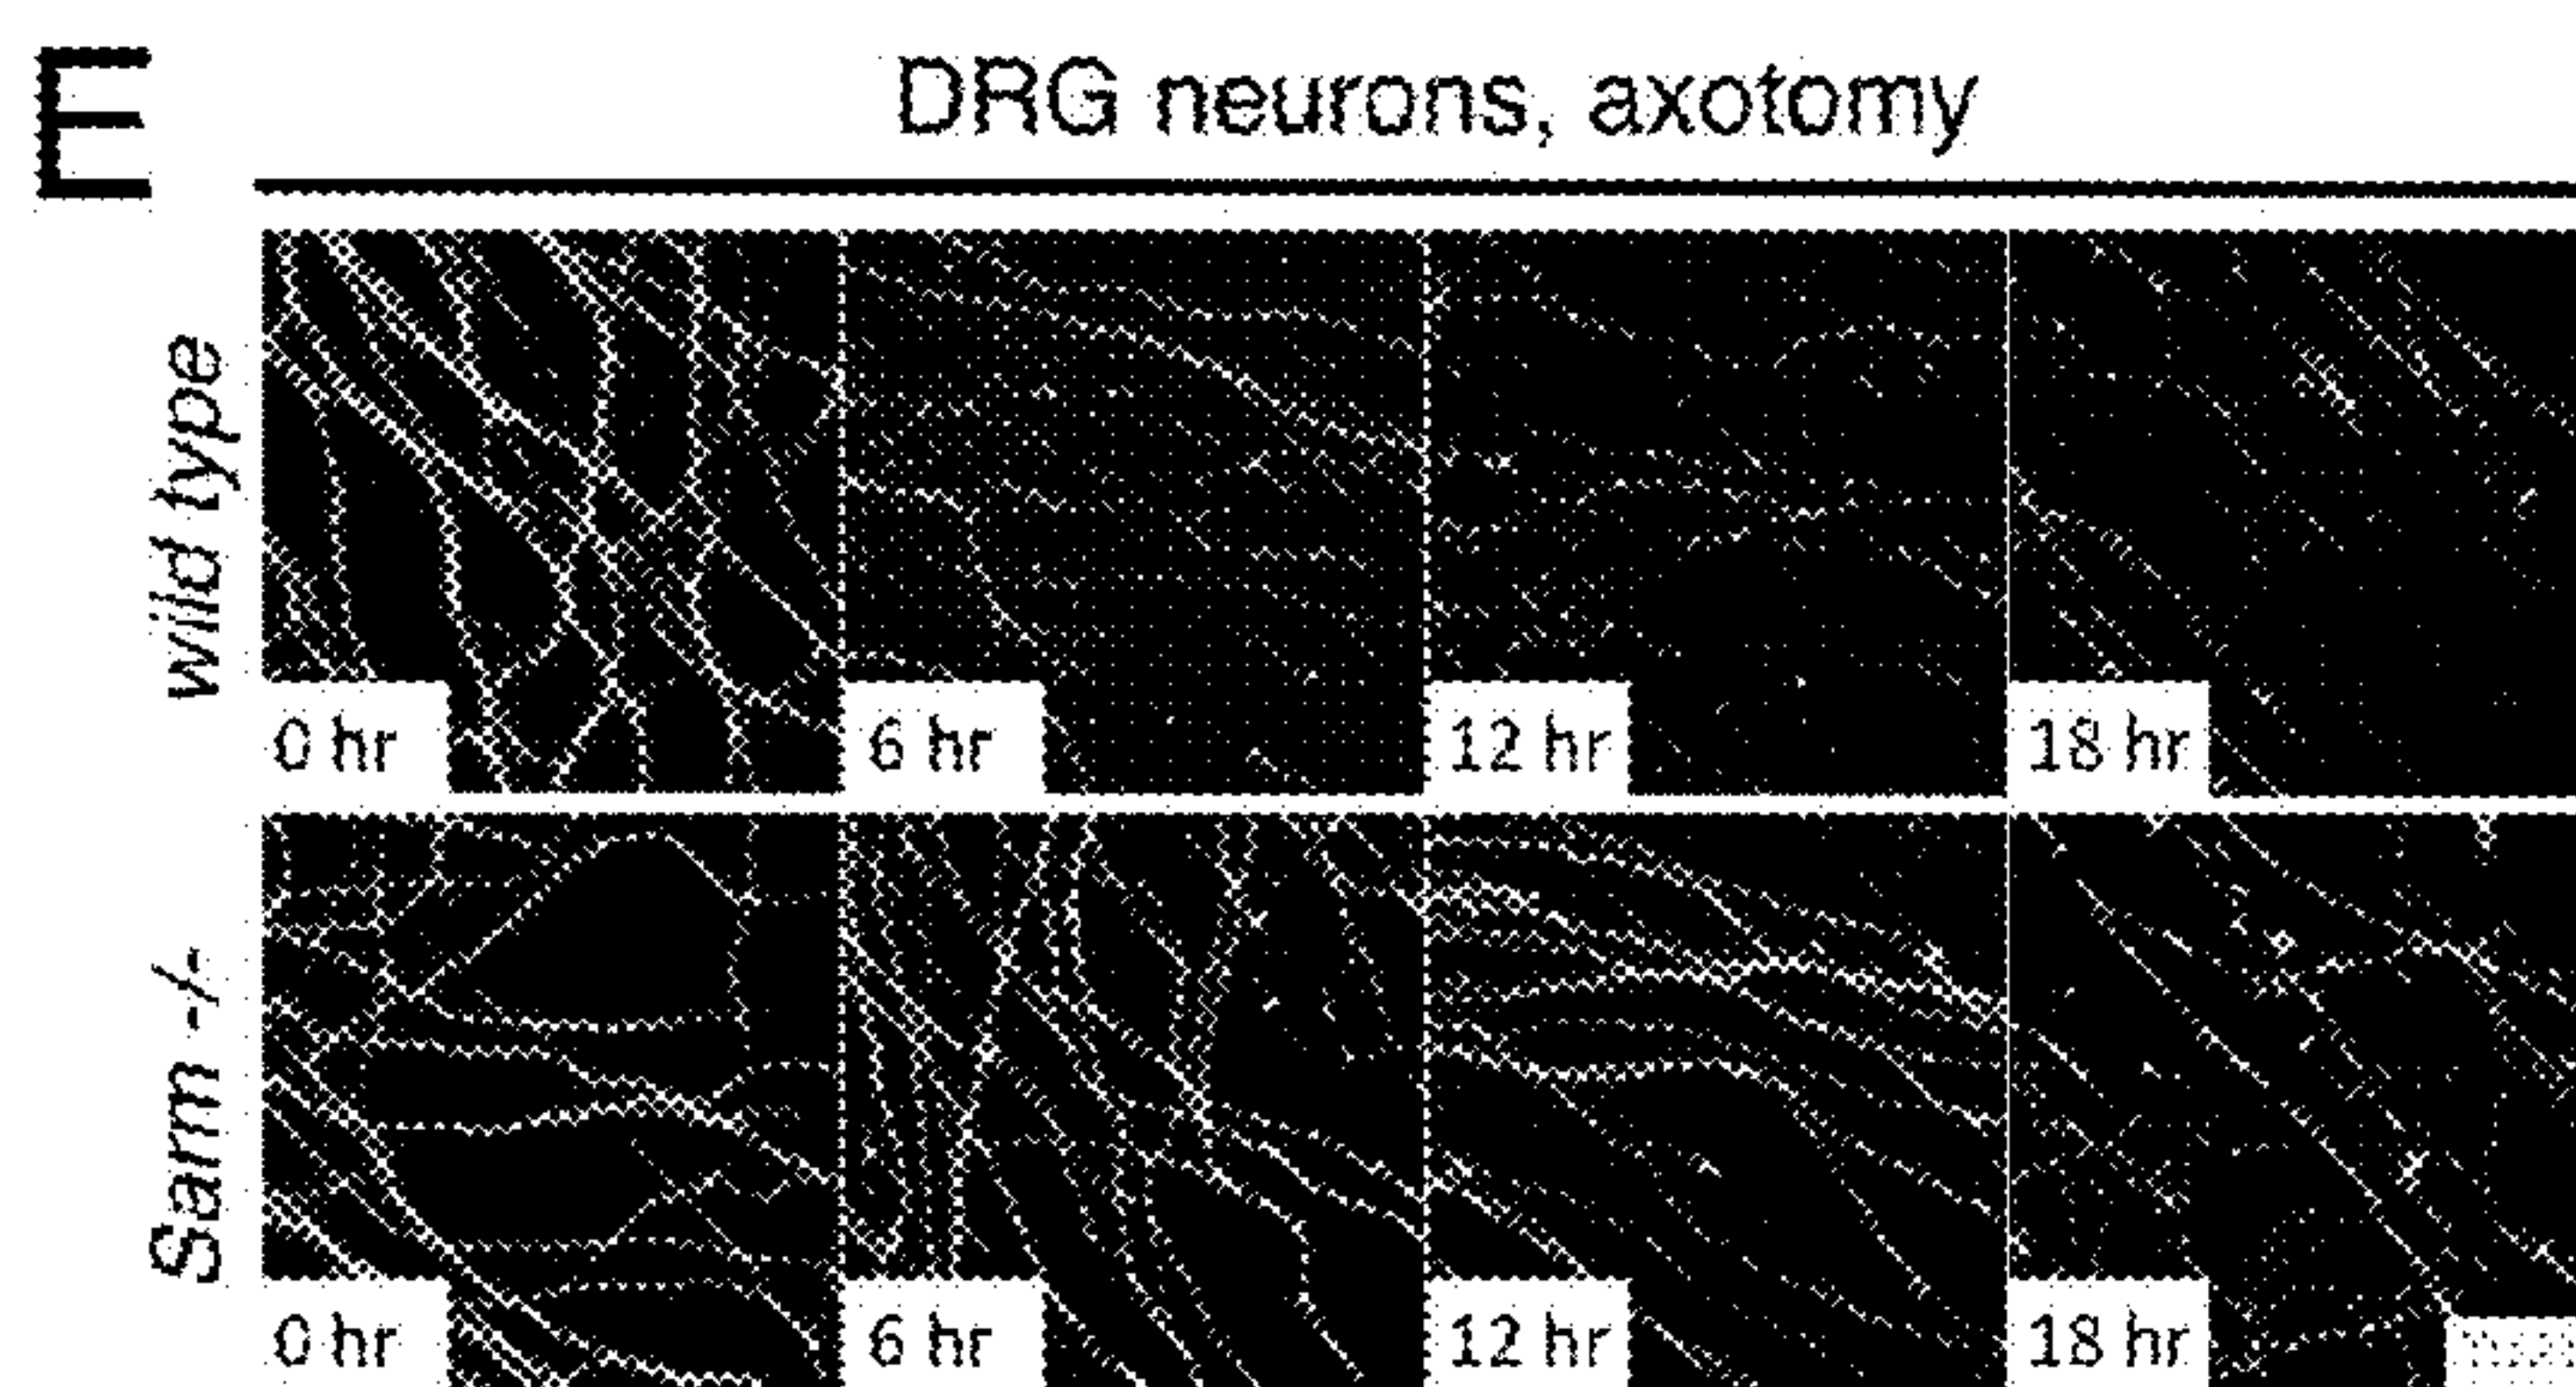 E
DRG neurons, axotomy
wild type
0 hr
6 hr
12 hr
18 hr
Sarm -/-
0 hr
6 hr
12 hr
18 hr